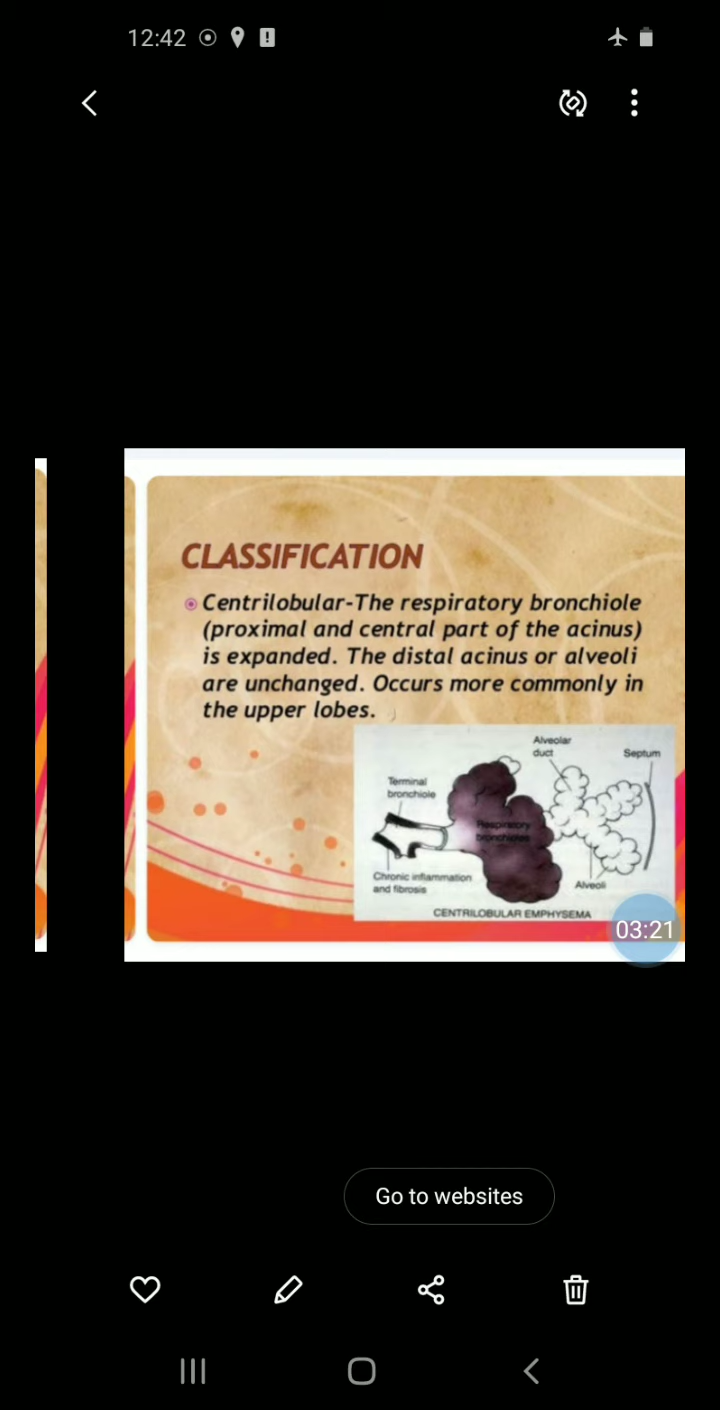 12:42
CLASSIFICATION
Centrilobular-The respiratory bronchiole
(proximal and central part of the acinus)
is expanded. The distal acinus or alveoli
are unchanged. Occurs more commonly in
the upper lobes.
Alveolar
duct
Septum
Terminal
bronchiole
Respiratory
bronchioles
Chronic inflammation
and fibrosis
Alveoli
CENTRILOBULAR EMPHYSEMA
03:21
Go to websites